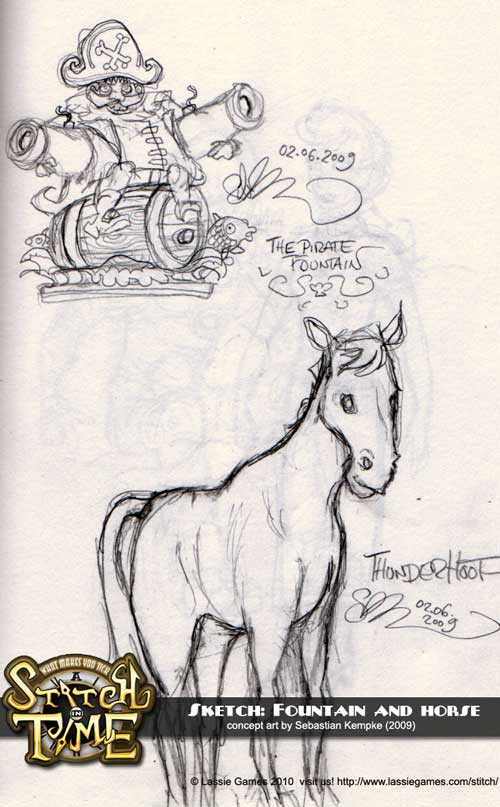 02.06.2009
THE PIRATE
FOUNTAIN
THUNDERHOOF
02.06.
2009
WHAT MAKES YOU TICK
A
STITCH
IN
TIME
SKETCH: FOUNTAIN AND HORSE
concept art by Sebastian Kempke (2009)
© Lassie Games 2010  visit us! http://www.lassiegames.com/stitch/